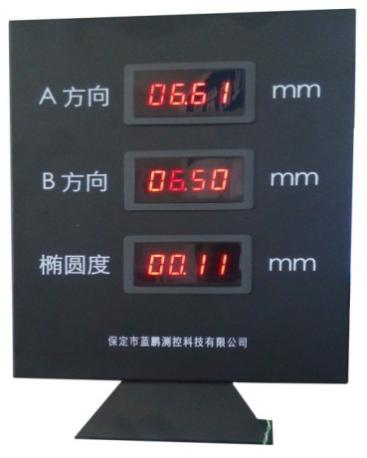 A方向 06.61 mm
B方向 06.50 mm
椭圆度 00.11 mm
保定市蓝鹏测控科技有限公司